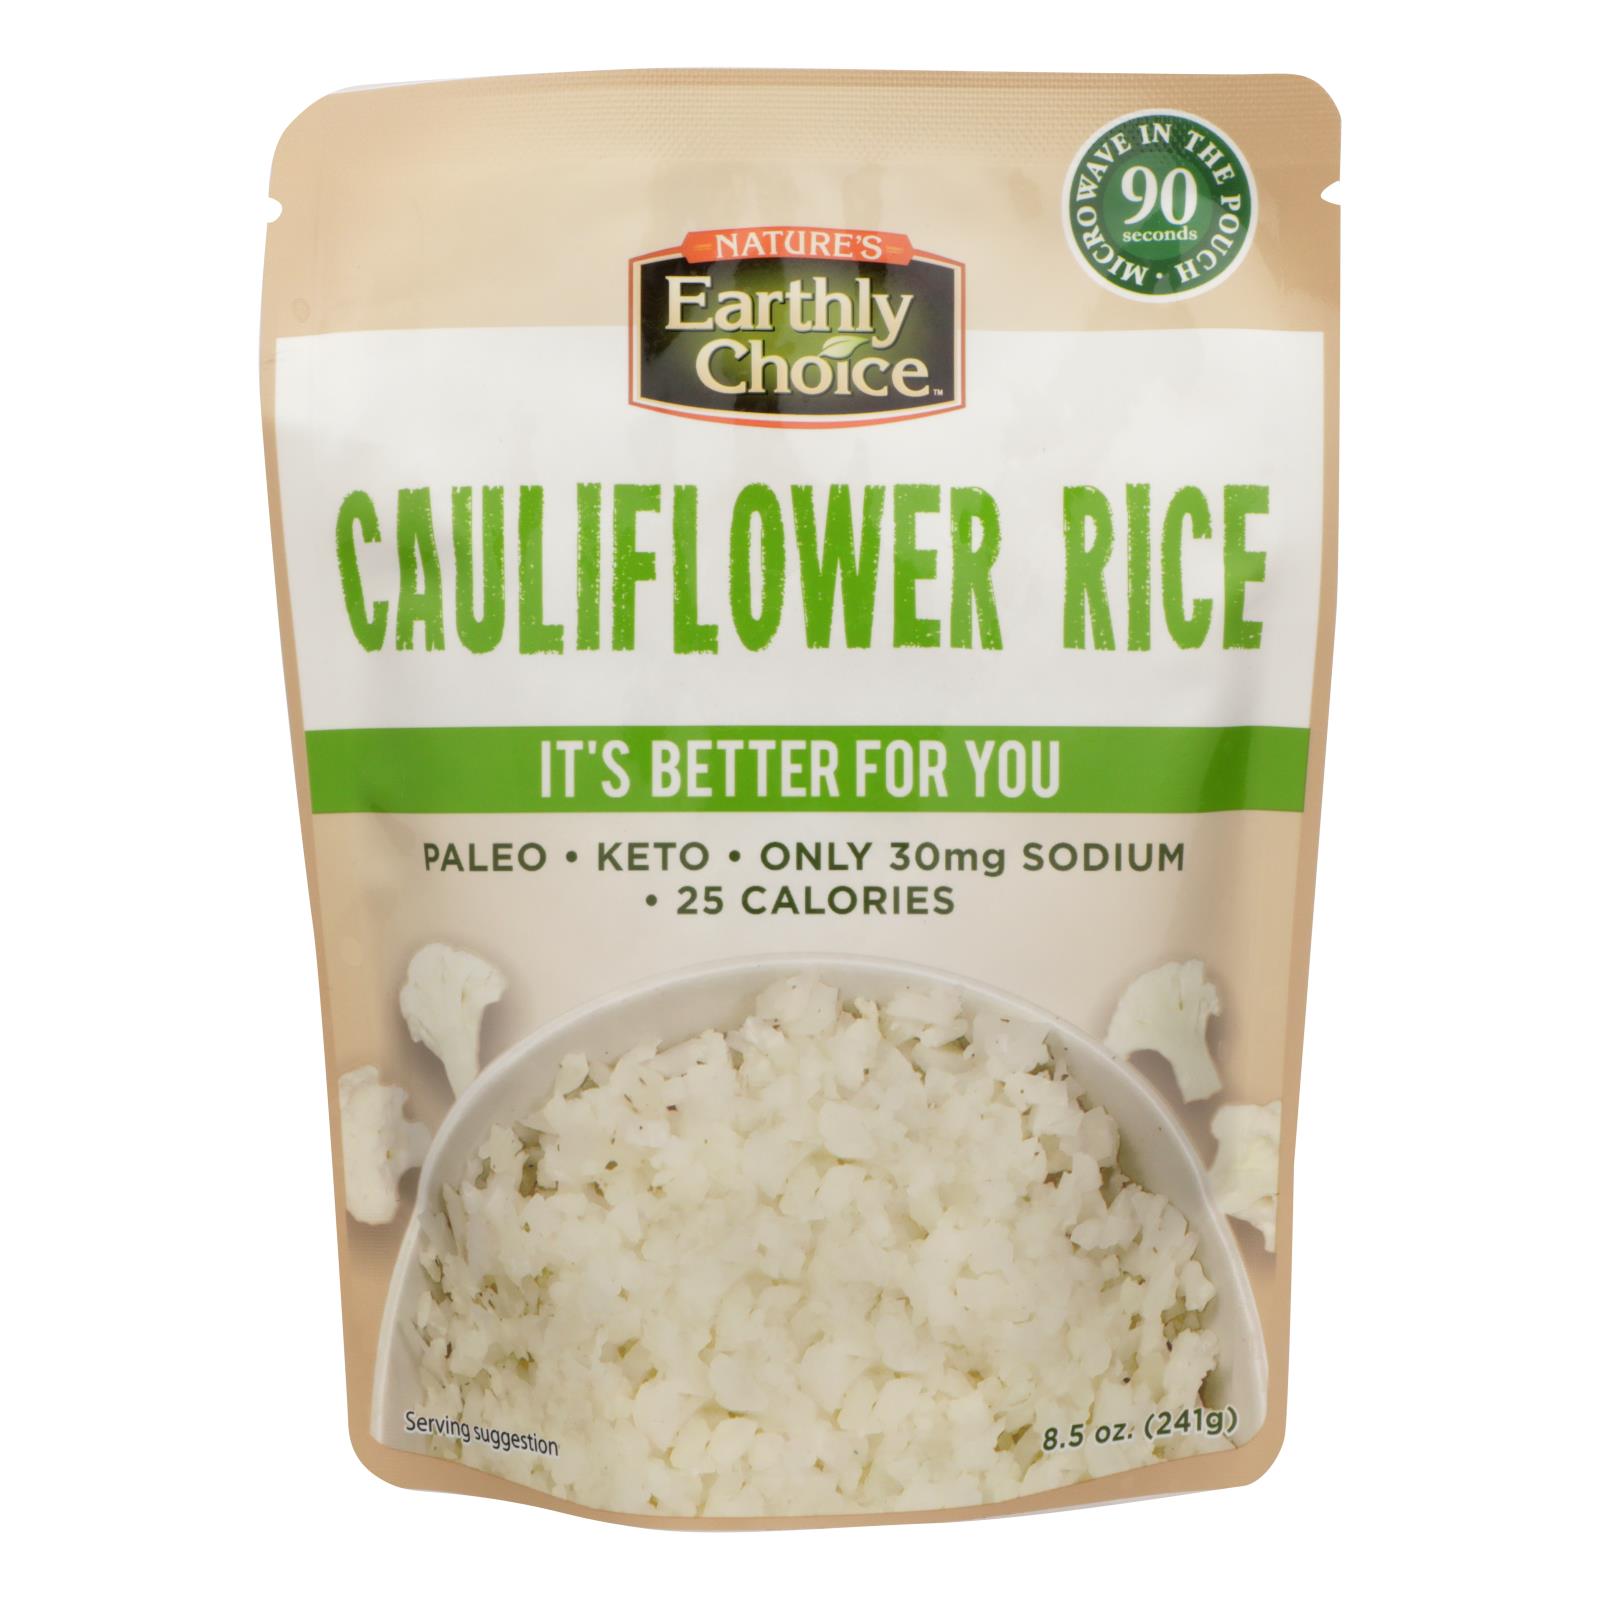 MICROWAVE IN THE POUCH •
90
seconds
NATURE'S
Earthly
Choice™
CAULIFLOWER RICE
IT'S BETTER FOR YOU
PALEO • KETO • ONLY 30mg SODIUM
• 25 CALORIES
Serving suggestion
8.5 oz. (241g)